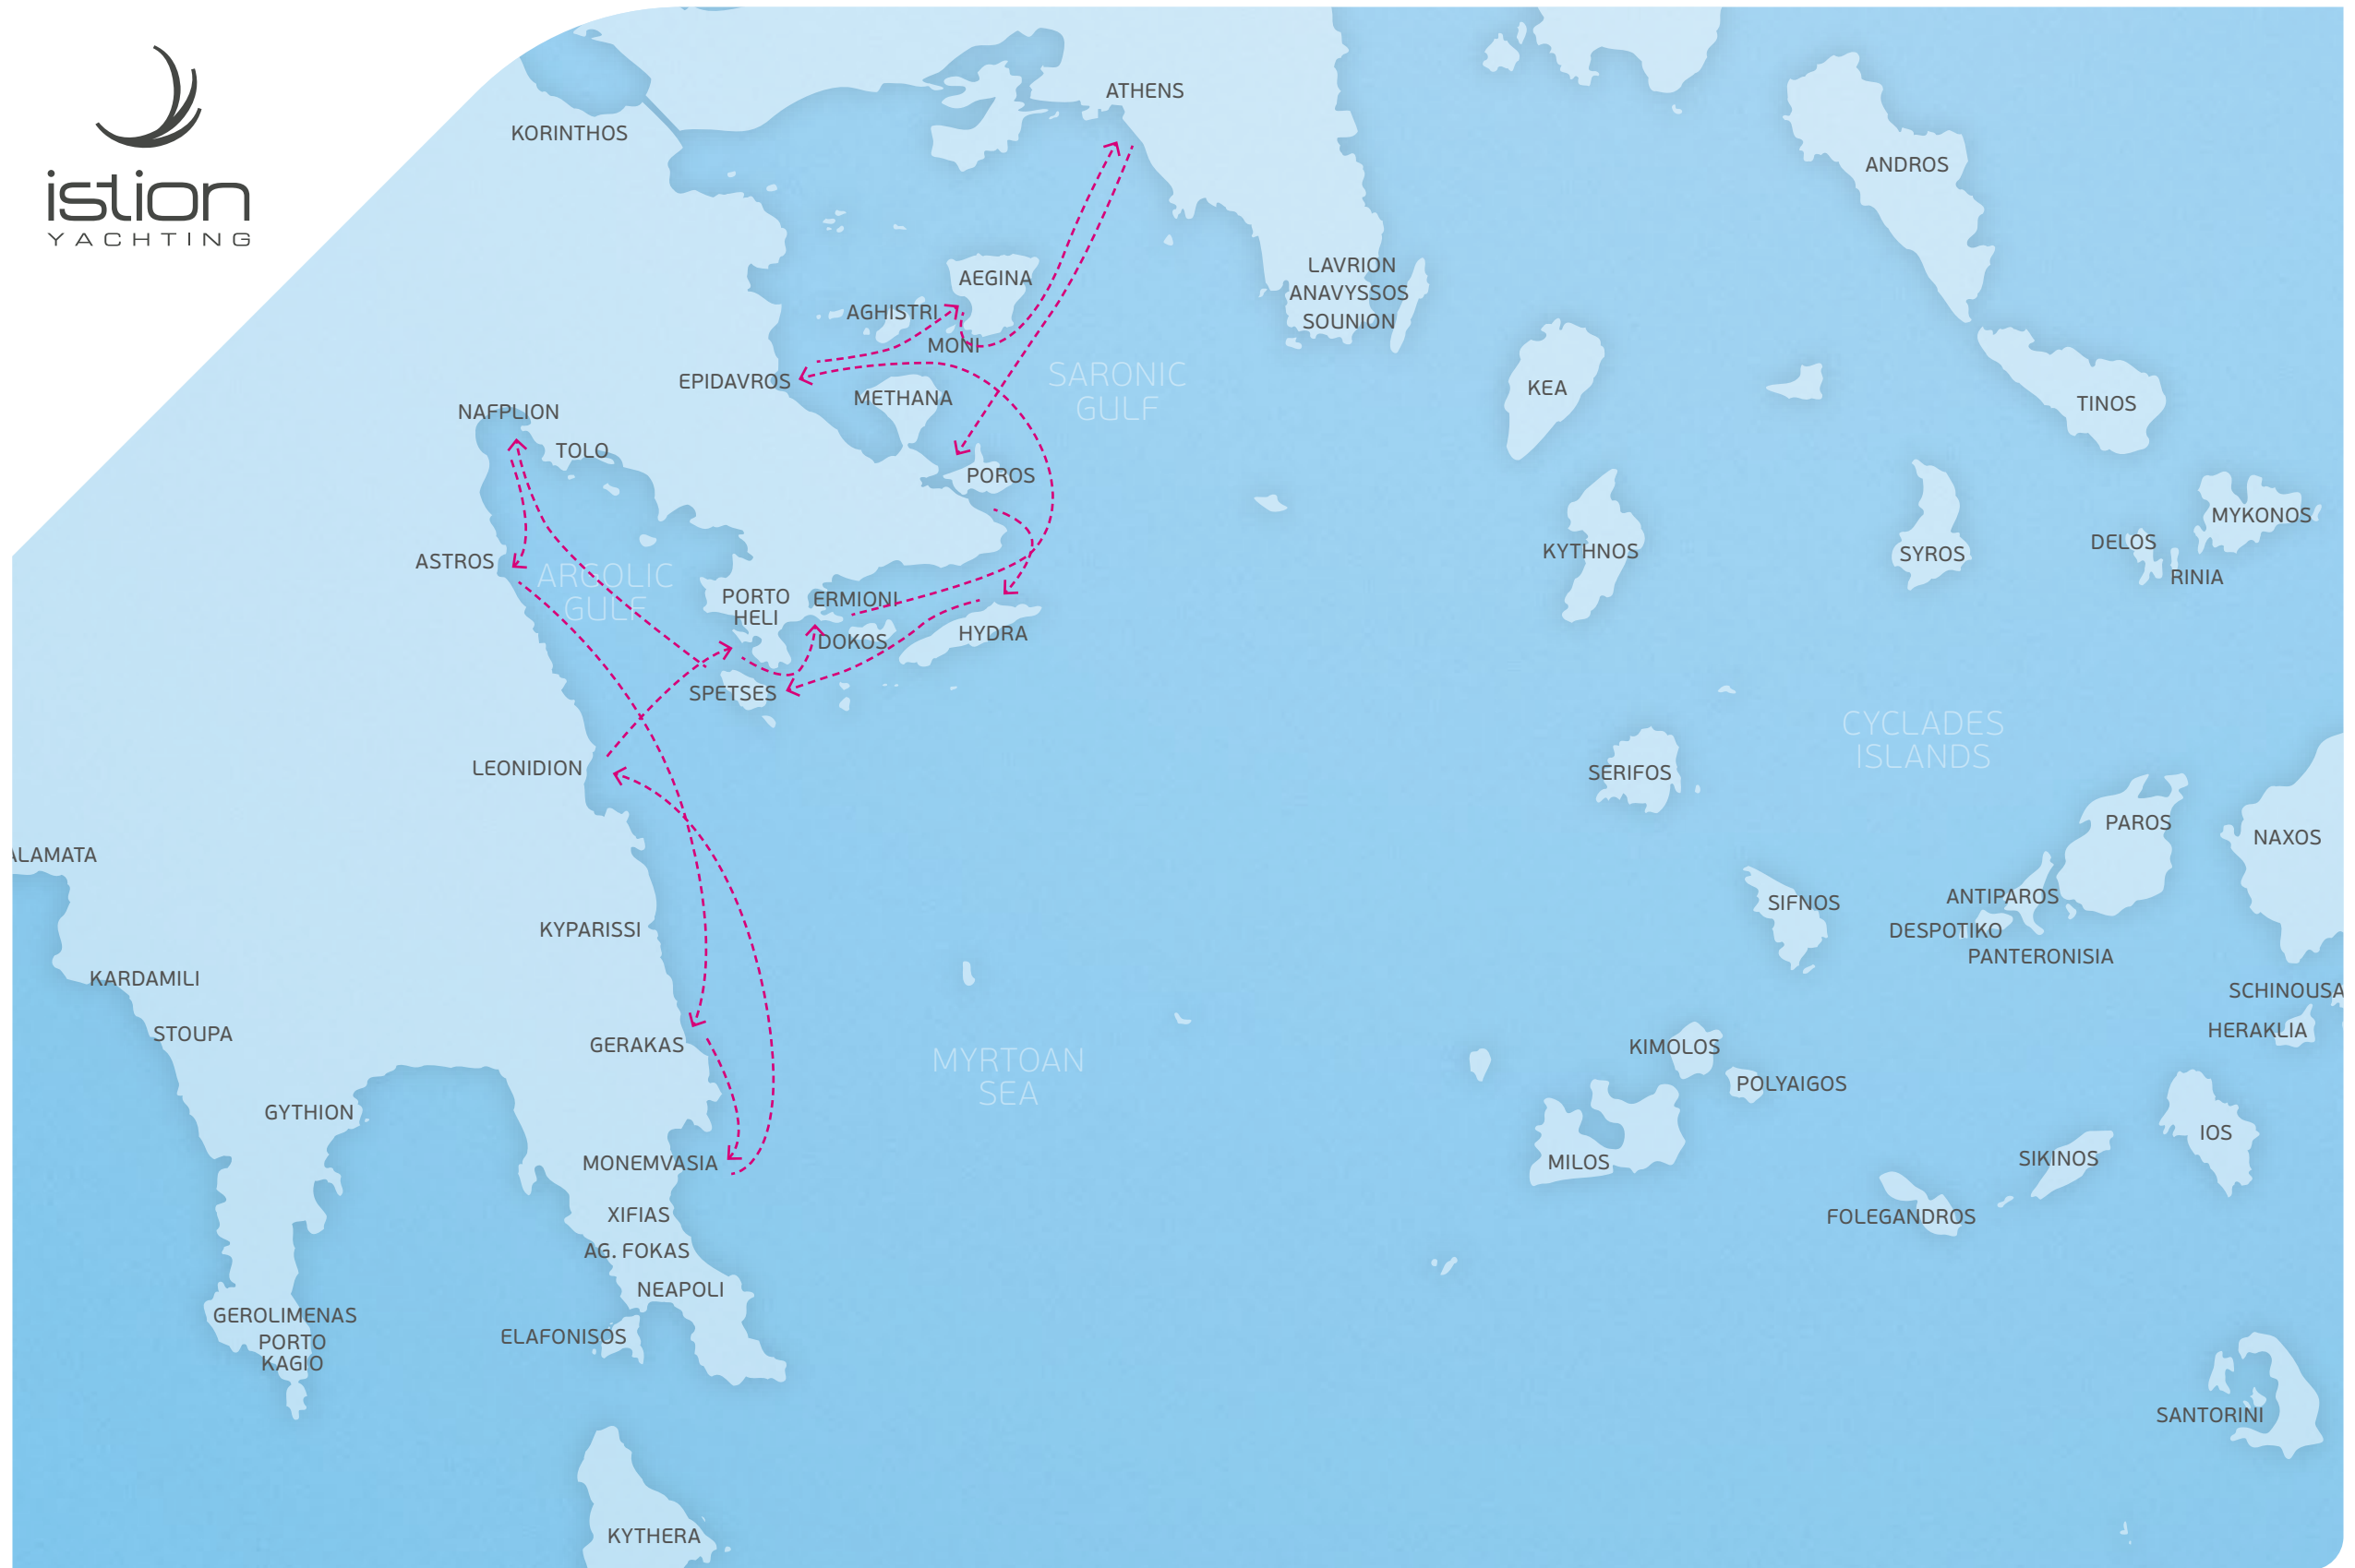 istion
YACHTING
ATHENS
KORINTHOS
ANDROS
LAVRION
ANAVYSSOS
SOUNION
AEGINA
AGHISTRI
MONI
SARONIC
GULF
EPIDAVROS
METHANA
KEA
TINOS
NAFPLION
TOLO
POROS
MYKONOS
DELOS
RINIA
KYTHNOS
SYROS
ASTROS
ARGOLIC
GULF
PORTO
HELI
ERMIONI
DOKOS
HYDRA
SPETSES
CYCLADES
ISLANDS
LEONIDION
SERIFOS
PAROS
NAXOS
ALAMATA
SIFNOS
ANTIPAROS
DESPOTIKO
PANTERONISIA
KYPARISSI
KARDAMILI
SCHINOUSA
HERAKLIA
STOUPA
GERAKAS
MYRTOAN
SEA
KIMOLOS
POLYAIGOS
GYTHION
IOS
MONEMVASIA
MILOS
SIKINOS
XIFIAS
FOLEGANDROS
AG. FOKAS
NEAPOLI
GEROLIMENAS
PORTO
KAGIO
ELAFONISOS
SANTORINI
KYTHERA